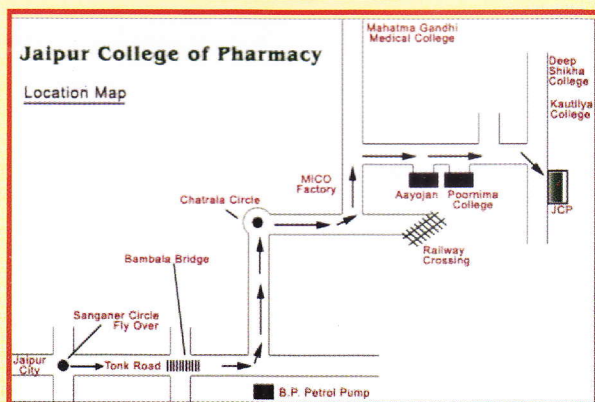 Jaipur College of Pharmacy
Location Map
Mahatma Gandhi
Medical College
Deep
Shikha
College
Kautilya
College
MICO
Factory
Aayojan
Poornima
College
JCP
Chatrala Circle
Railway
Crossing
Bambala Bridge
Sanganer Circle
Fly Over
Jaipur
City
Tonk Road
B.P. Petrol Pump